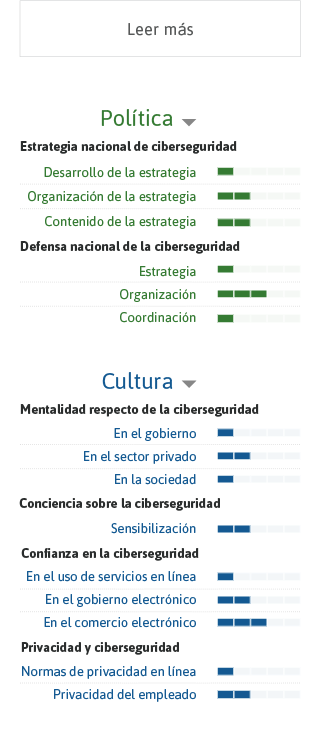 Leer más
Política
Estrategia nacional de ciberseguridad
Desarrollo de la estrategia
Organización de la estrategia
Contenido de la estrategia
Defensa nacional de la ciberseguridad
Estrategia
Organización
Coordinación
Cultura
Mentalidad respecto de la ciberseguridad
En el gobierno
En el sector privado
En la sociedad
Conciencia sobre la ciberseguridad
Sensibilización
Confianza en la ciberseguridad
En el uso de servicios en línea
En el gobierno electrónico
En el comercio electrónico
Privacidad y ciberseguridad
Normas de privacidad en línea
Privacidad del empleado